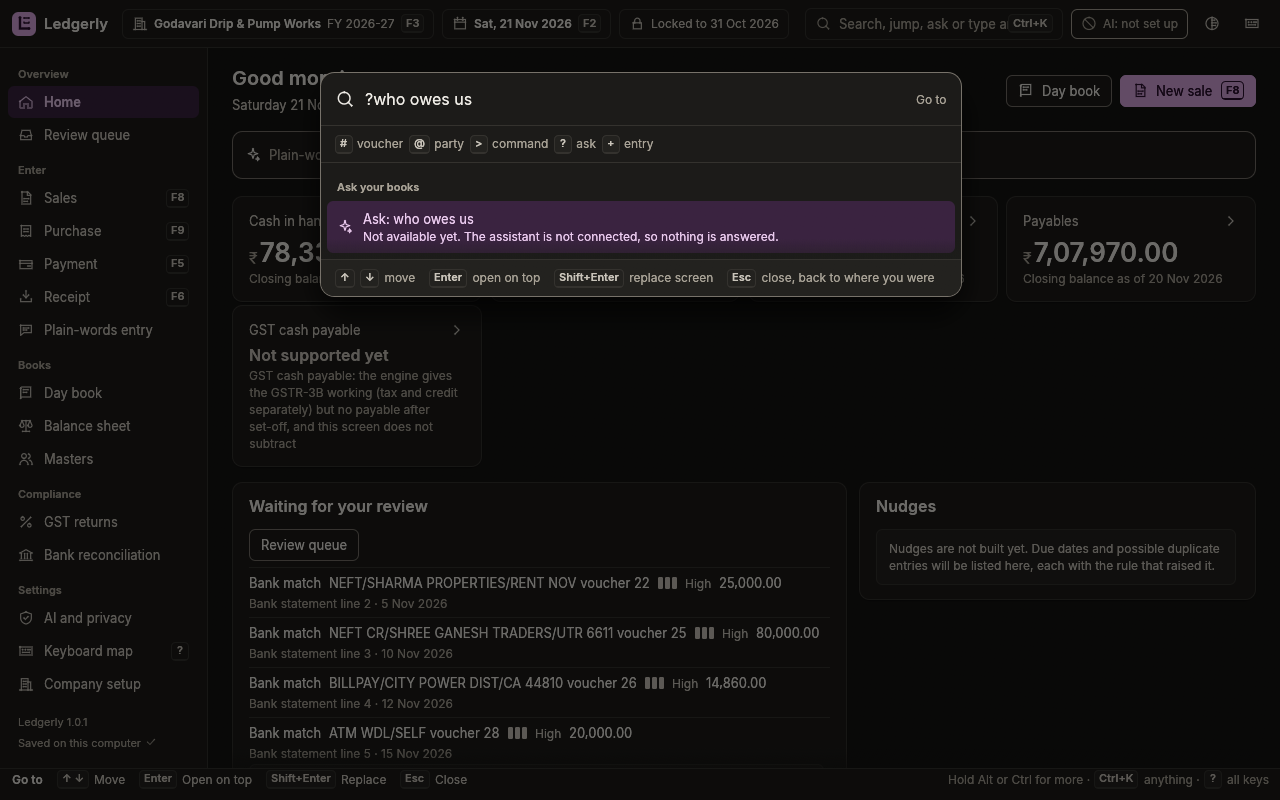 Ledgerly
Godavari Drip & Pump Works FY 2026-27 F3
Sat, 21 Nov 2026 F2
Locked to 31 Oct 2026
Search, jump, ask or type a Ctrl+K
AI: not set up
Overview
Home
Review queue
Enter
Sales F8
Purchase F9
Payment F5
Receipt F6
Plain-words entry
Books
Day book
Balance sheet
Masters
Compliance
GST returns
Bank reconciliation
Settings
AI and privacy
Keyboard map ?
Company setup
Ledgerly 1.0.1
Saved on this computer
Saturday 21
Day book
New sale F8
?who owes us Go to
# voucher @ party > command ? ask + entry
Ask your books
Ask: who owes us
Not available yet. The assistant is not connected, so nothing is answered.
↑ ↓ move Enter open on top Shift+Enter replace screen Esc close, back to where you were
Cash in
Closing
Payables
₹7,07,970.00
Closing balance as of 20 Nov 2026
GST cash payable
Not supported yet
GST cash payable: the engine gives
the GSTR-3B working (tax and credit
separately) but no payable after
set-off, and this screen does not
subtract
Waiting for your review
Review queue
Bank match NEFT/SHARMA PROPERTIES/RENT NOV voucher 22 High 25,000.00
Bank statement line 2 · 5 Nov 2026
Bank match NEFT CR/SHREE GANESH TRADERS/UTR 6611 voucher 25 High 80,000.00
Bank statement line 3 · 10 Nov 2026
Bank match BILLPAY/CITY POWER DIST/CA 44810 voucher 26 High 14,860.00
Bank statement line 4 · 12 Nov 2026
Bank match ATM WDL/SELF voucher 28 High 20,000.00
Bank statement line 5 · 15 Nov 2026
Nudges
Nudges are not built yet. Due dates and possible duplicate
entries will be listed here, each with the rule that raised it.
Go to ↑ ↓ Move Enter Open on top Shift+Enter Replace Esc Close
Hold Alt or Ctrl for more · Ctrl+K anything · ? all keys